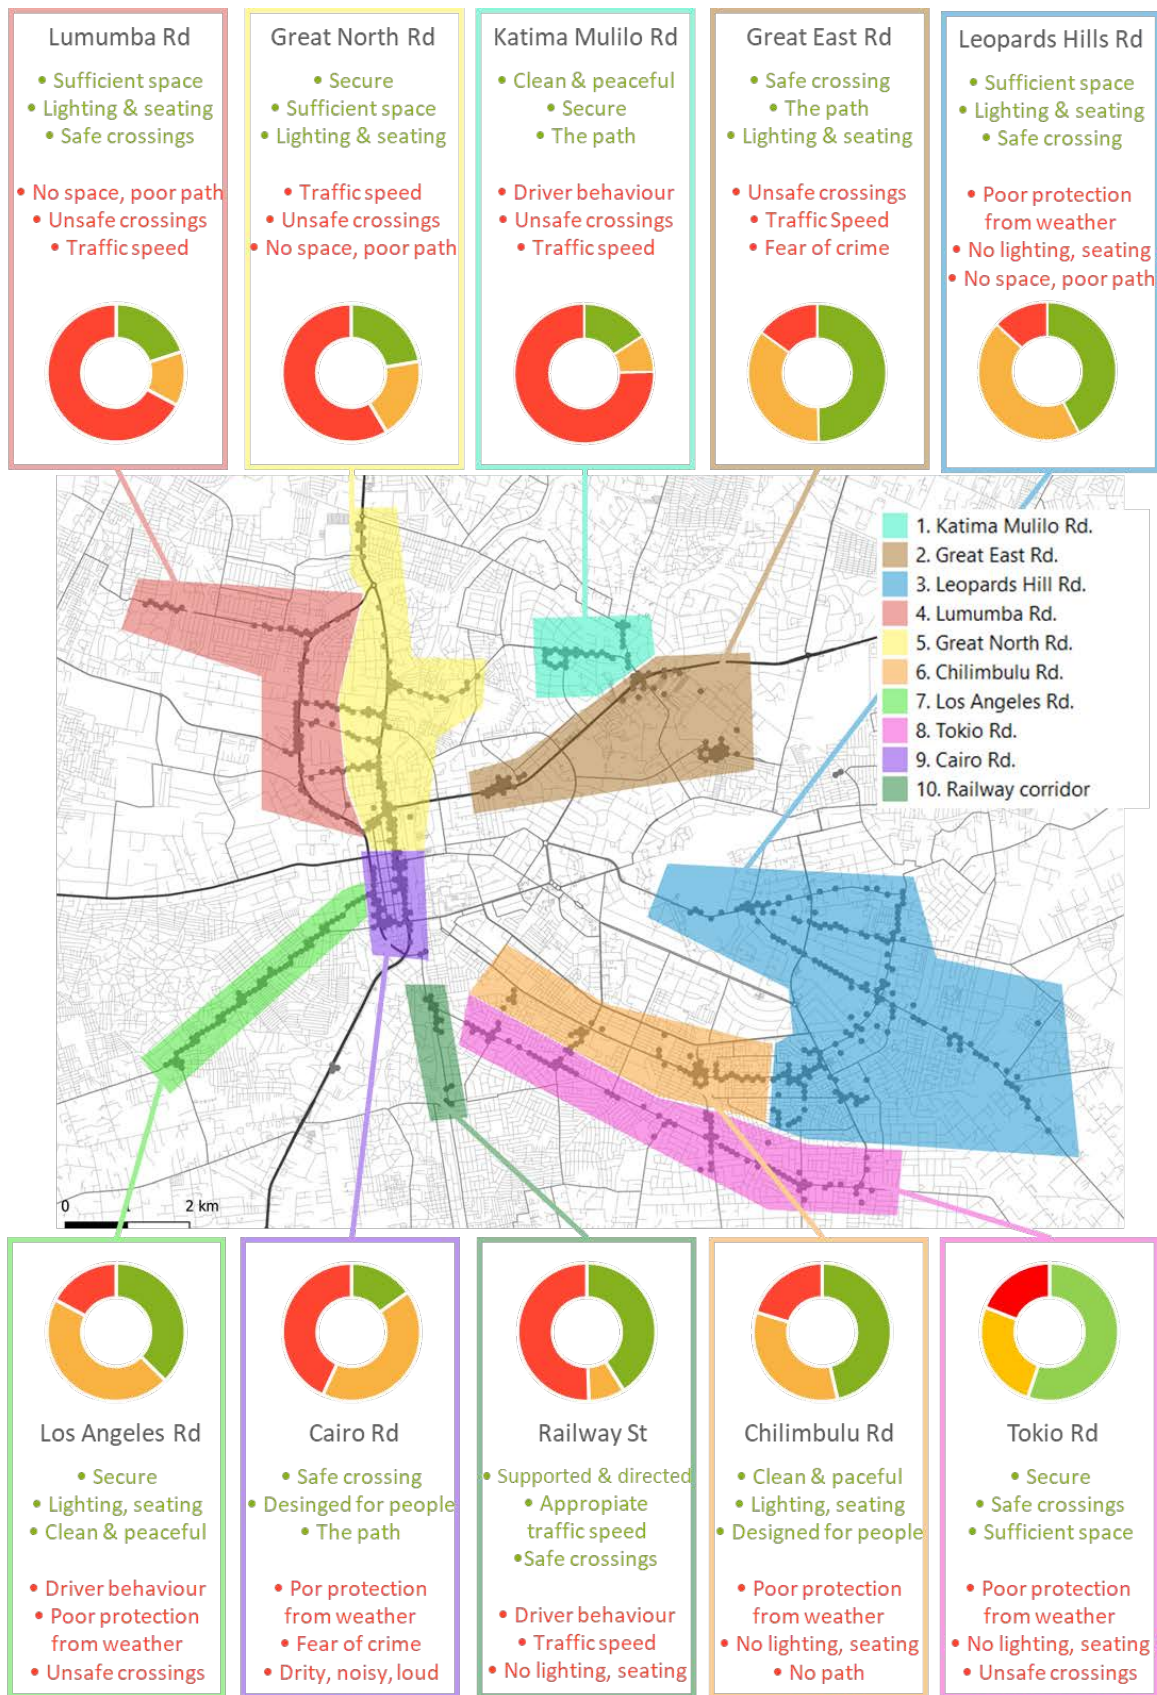 Lumumba Rd
• Sufficient space
• Lighting & seating
• Safe crossings
• No space, poor path
• Unsafe crossings
• Traffic speed
Great North Rd
• Secure
• Sufficient space
• Lighting & seating
• Traffic speed
• Unsafe crossings
• No space, poor path
Katima Mulilo Rd
• Clean & peaceful
• Secure
• The path
• Driver behaviour
• Unsafe crossings
• Traffic speed
Great East Rd
• Safe crossing
• The path
• Lighting & seating
• Unsafe crossings
• Traffic Speed
• Fear of crime
Leopards Hills Rd
• Sufficient space
• Lighting & seating
• Safe crossing
• Poor protection
from weather
• No lighting, seating
• No space, poor path
1. Katima Mulilo Rd.
2. Great East Rd.
3. Leopards Hill Rd.
4. Lumumba Rd.
5. Great North Rd.
6. Chilimbulu Rd.
7. Los Angeles Rd.
8. Tokio Rd.
9. Cairo Rd.
10. Railway corridor
0 2 km
Los Angeles Rd
• Secure
• Lighting, seating
• Clean & peaceful
• Driver behaviour
• Poor protection
from weather
• Unsafe crossings
Cairo Rd
• Safe crossing
• Desinged for people
• The path
• Por protection
from weather
• Fear of crime
• Drity, noisy, loud
Railway St
• Supported & directed
• Appropiate
traffic speed
•Safe crossings
• Driver behaviour
• Traffic speed
• No lighting, seating
Chilimbulu Rd
• Clean & paceful
• Lighting, seating
• Designed for people
• Poor protection
from weather
• No lighting, seating
• No path
Tokio Rd
• Secure
• Safe crossings
• Sufficient space
• Poor protection
from weather
• No lighting, seating
• Unsafe crossings